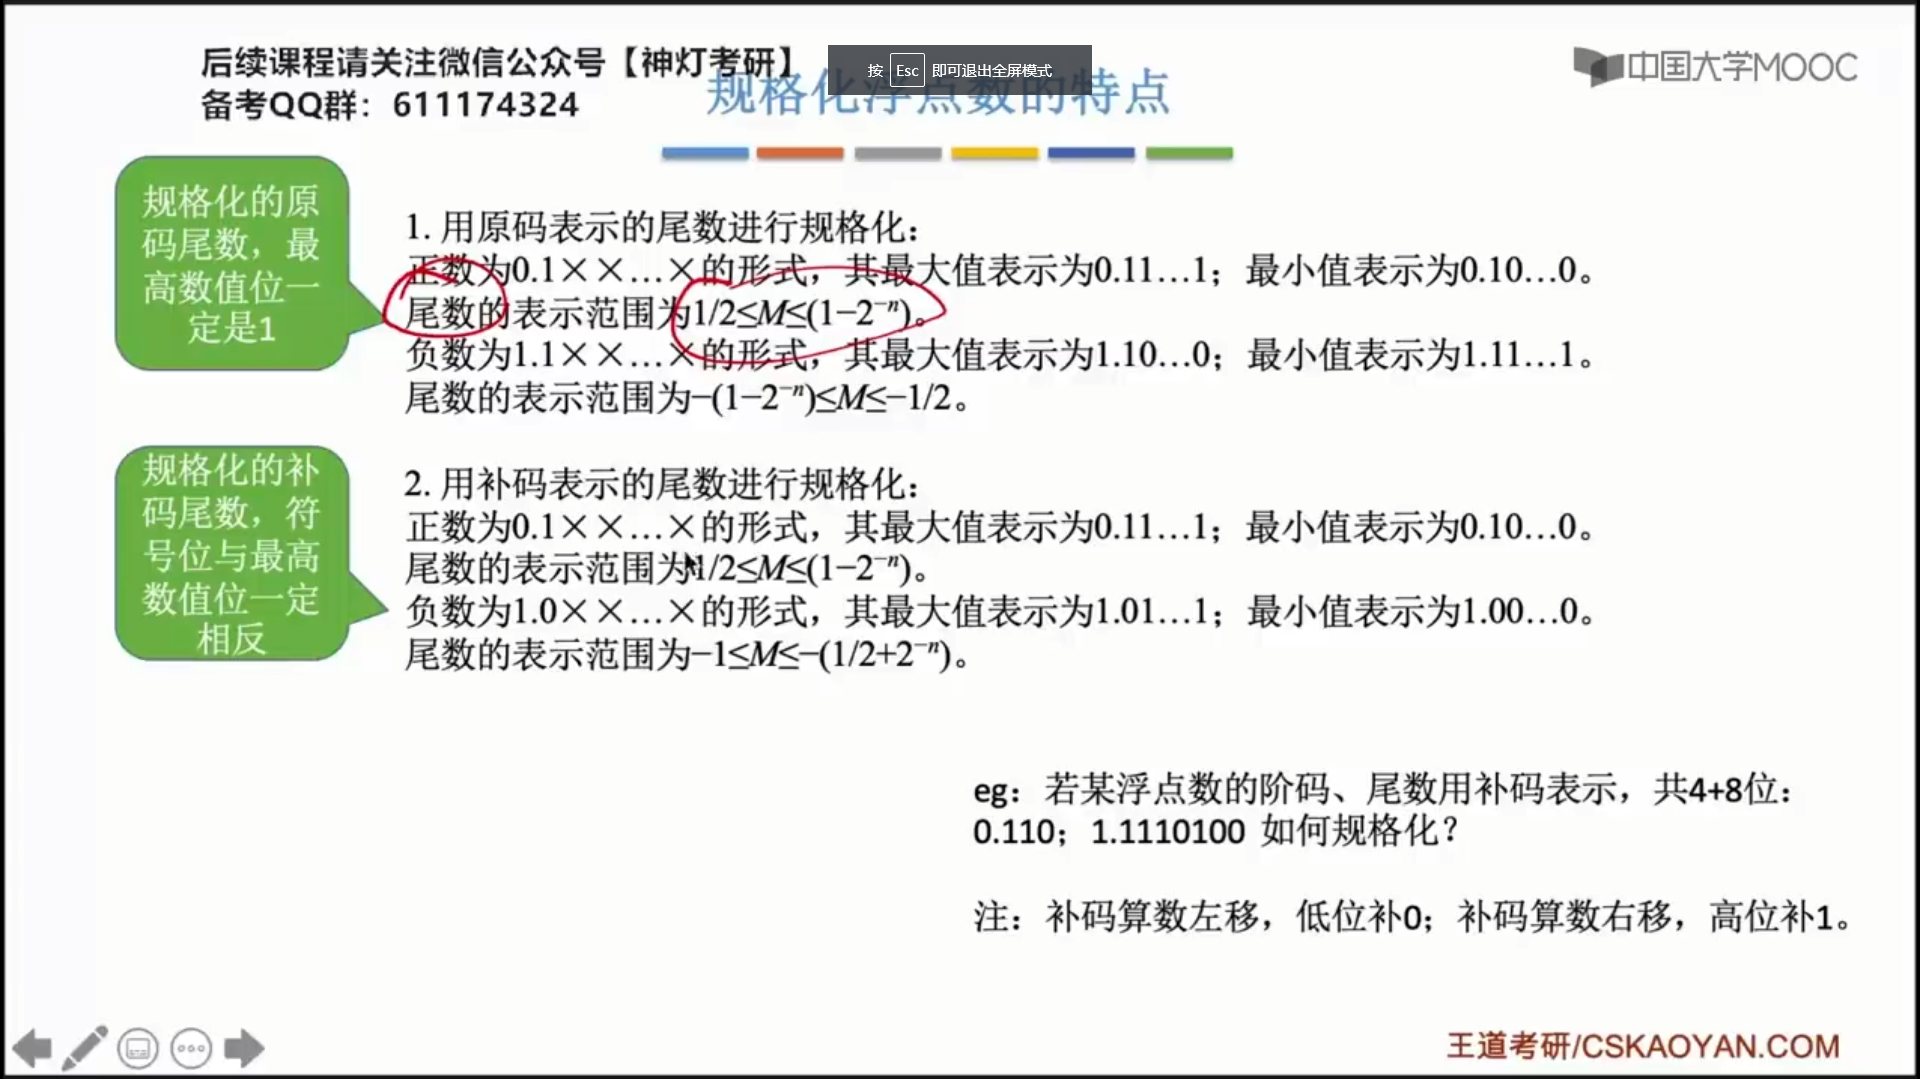 后续课程请关注微信公众号【神灯考研】
备考QQ群：611174324
按 Esc 即可退出全屏模式
中国大学MOOC
规格化浮点数的特点
规格化的原
码尾数，最
高数值位一
定是1
1. 用原码表示的尾数进行规格化：
正数为0.1××…×的形式，其最大值表示为0.11…1；最小值表示为0.10…0。
尾数的表示范围为1/2≤M≤(1−2⁻ⁿ)。
负数为1.1××…×的形式，其最大值表示为1.10…0；最小值表示为1.11…1。
尾数的表示范围为−(1−2⁻ⁿ)≤M≤−1/2。
规格化的补
码尾数，符
号位与最高
数值位一定
相反
2. 用补码表示的尾数进行规格化：
正数为0.1××…×的形式，其最大值表示为0.11…1；最小值表示为0.10…0。
尾数的表示范围为1/2≤M≤(1−2⁻ⁿ)。
负数为1.0××…×的形式，其最大值表示为1.01…1；最小值表示为1.00…0。
尾数的表示范围为−1≤M≤−(1/2+2⁻ⁿ)。
eg：若某浮点数的阶码、尾数用补码表示，共4+8位：
0.110；1.1110100 如何规格化？
注：补码算数左移，低位补0；补码算数右移，高位补1。
王道考研/CSKAOYAN.COM